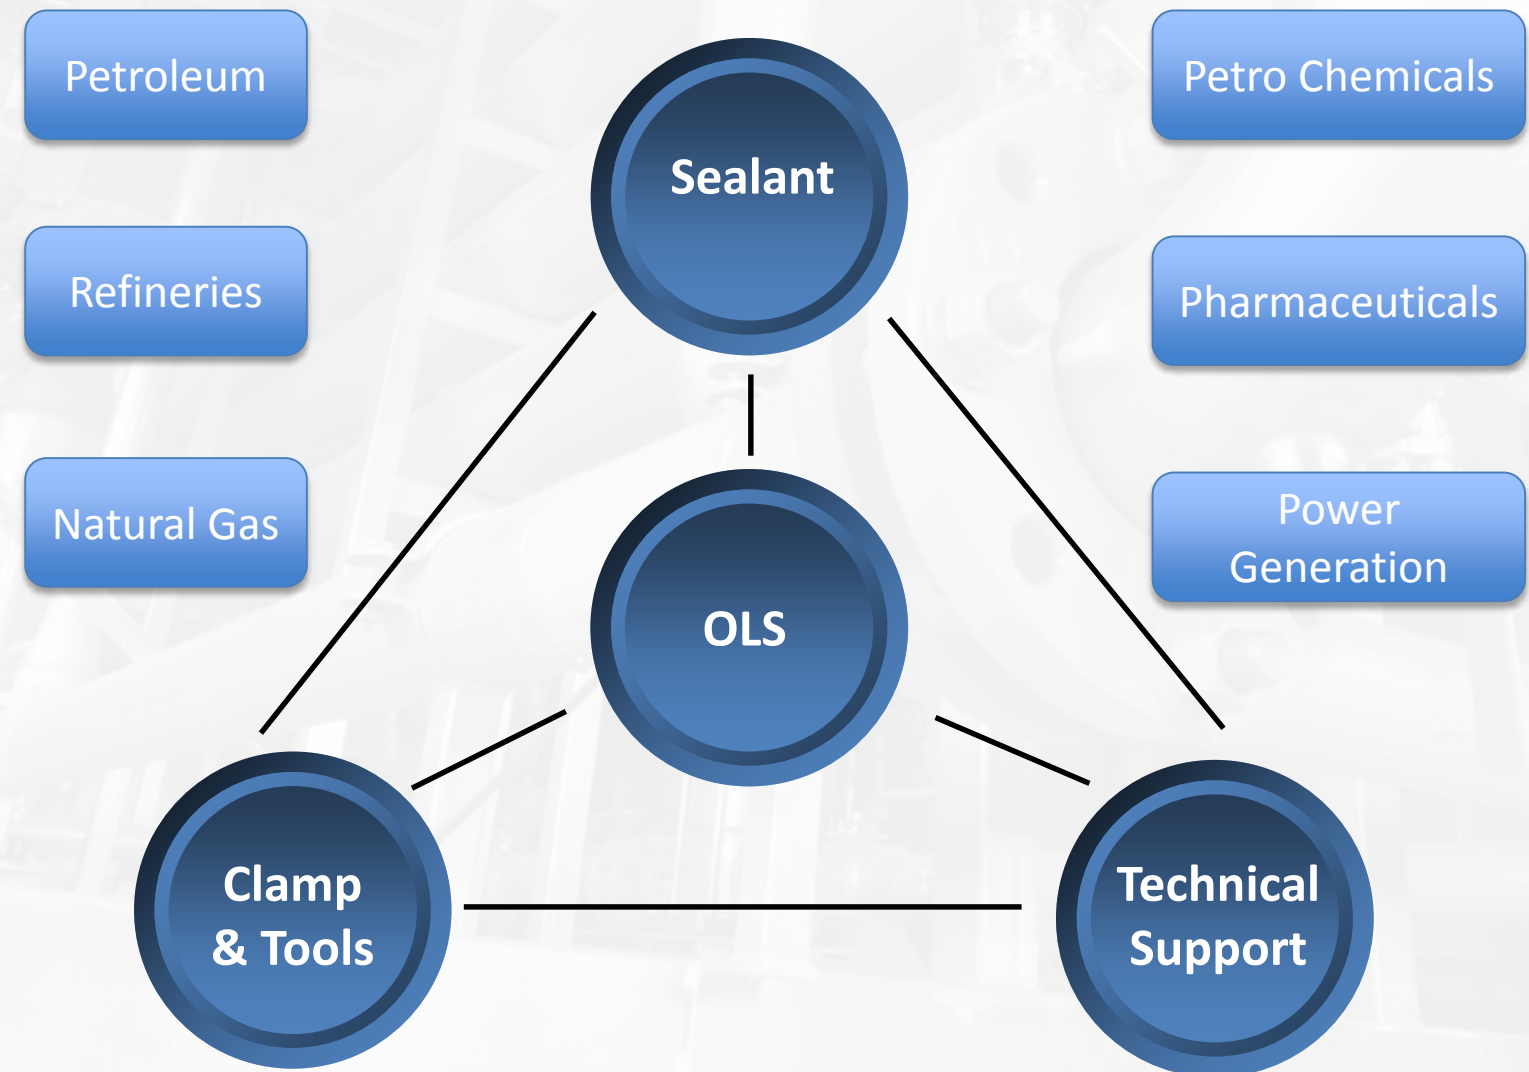 Petroleum
Petro Chemicals
Sealant
Refineries
Pharmaceuticals
Natural Gas
Power
Generation
OLS
Clamp
& Tools
Technical
Support